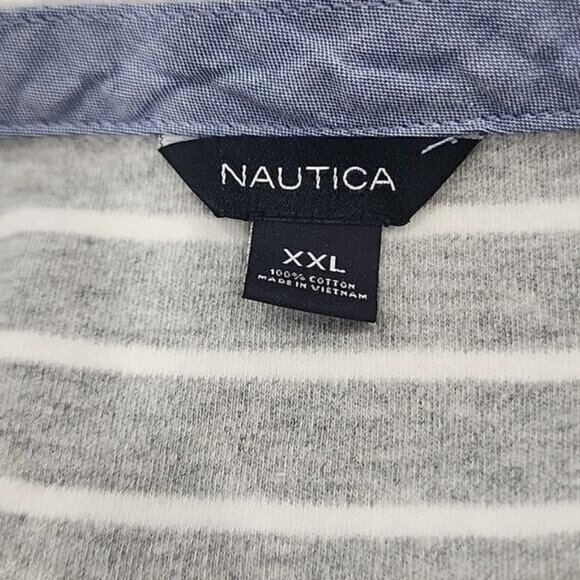 NAUTICA
XXL
100% COTTON
MADE IN VIETNAM